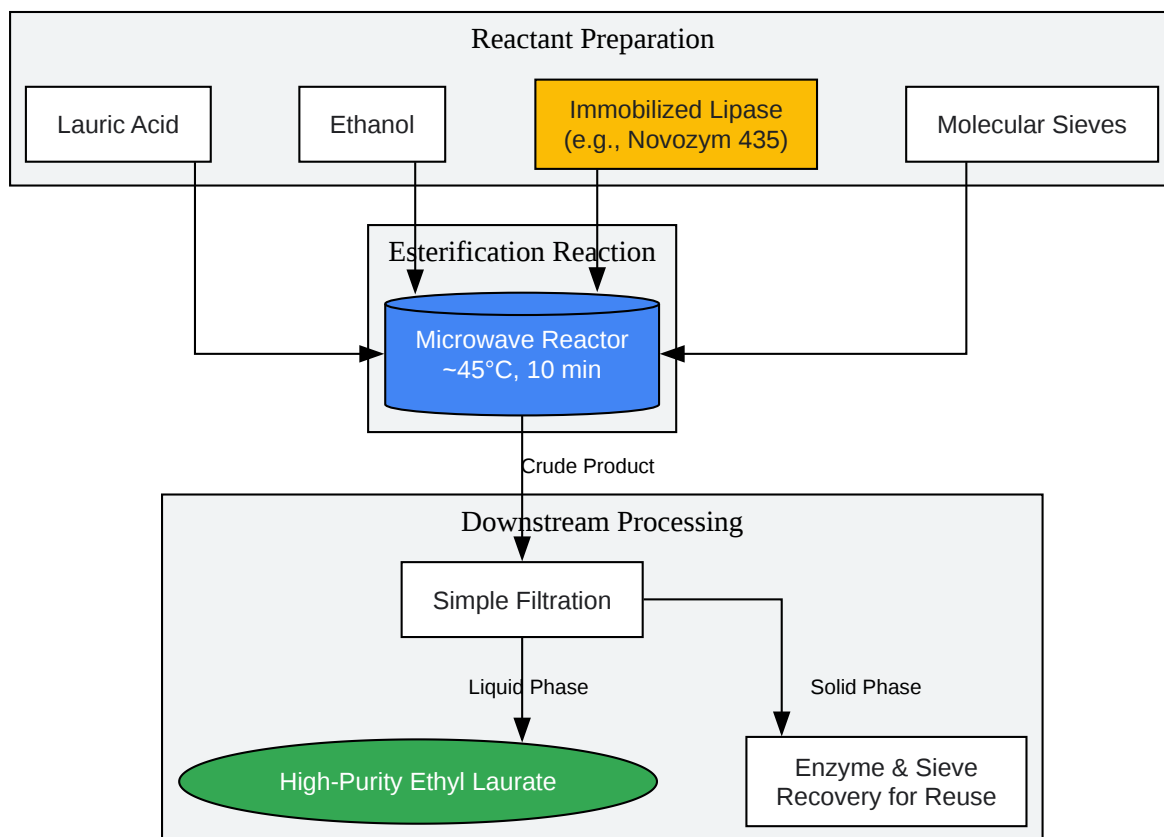 Reactant Preparation
Lauric Acid
Ethanol
Immobilized Lipase
(e.g., Novozym 435)
Molecular Sieves
Esterification Reaction
Microwave Reactor
~45°C, 10 min
Crude Product
Downstream Processing
Simple Filtration
Liquid Phase
Solid Phase
High-Purity Ethyl Laurate
Enzyme & Sieve
Recovery for Reuse